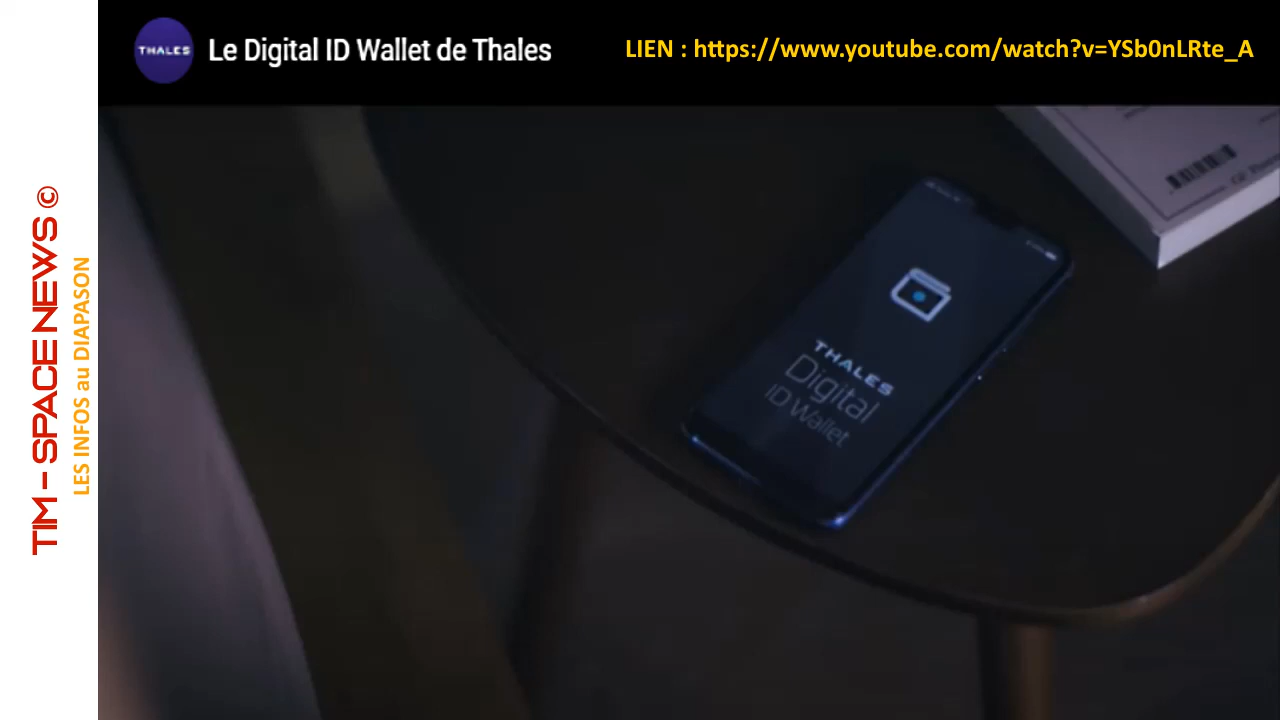 THALES
Le Digital ID Wallet de Thales
LIEN : https://www.youtube.com/watch?v=YSb0nLRte_A
TIM – SPACE NEWS ©
LES INFOS au DIAPASON
THALES
Digital
ID Wallet